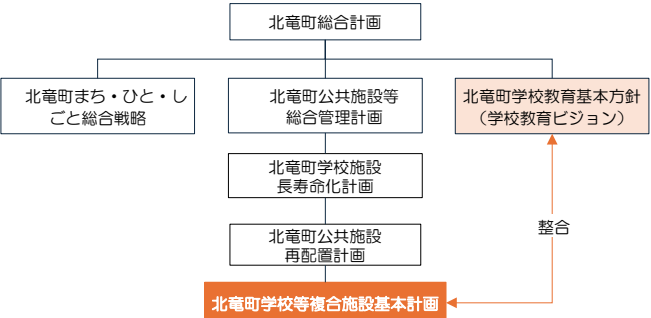 北竜町総合計画
北竜町まち・ひと・し
ごと総合戦略
北竜町公共施設等
総合管理計画
北竜町学校教育基本方針
（学校教育ビジョン）
北竜町学校施設
長寿命化計画
北竜町公共施設
再配置計画
整合
北竜町学校等複合施設基本計画